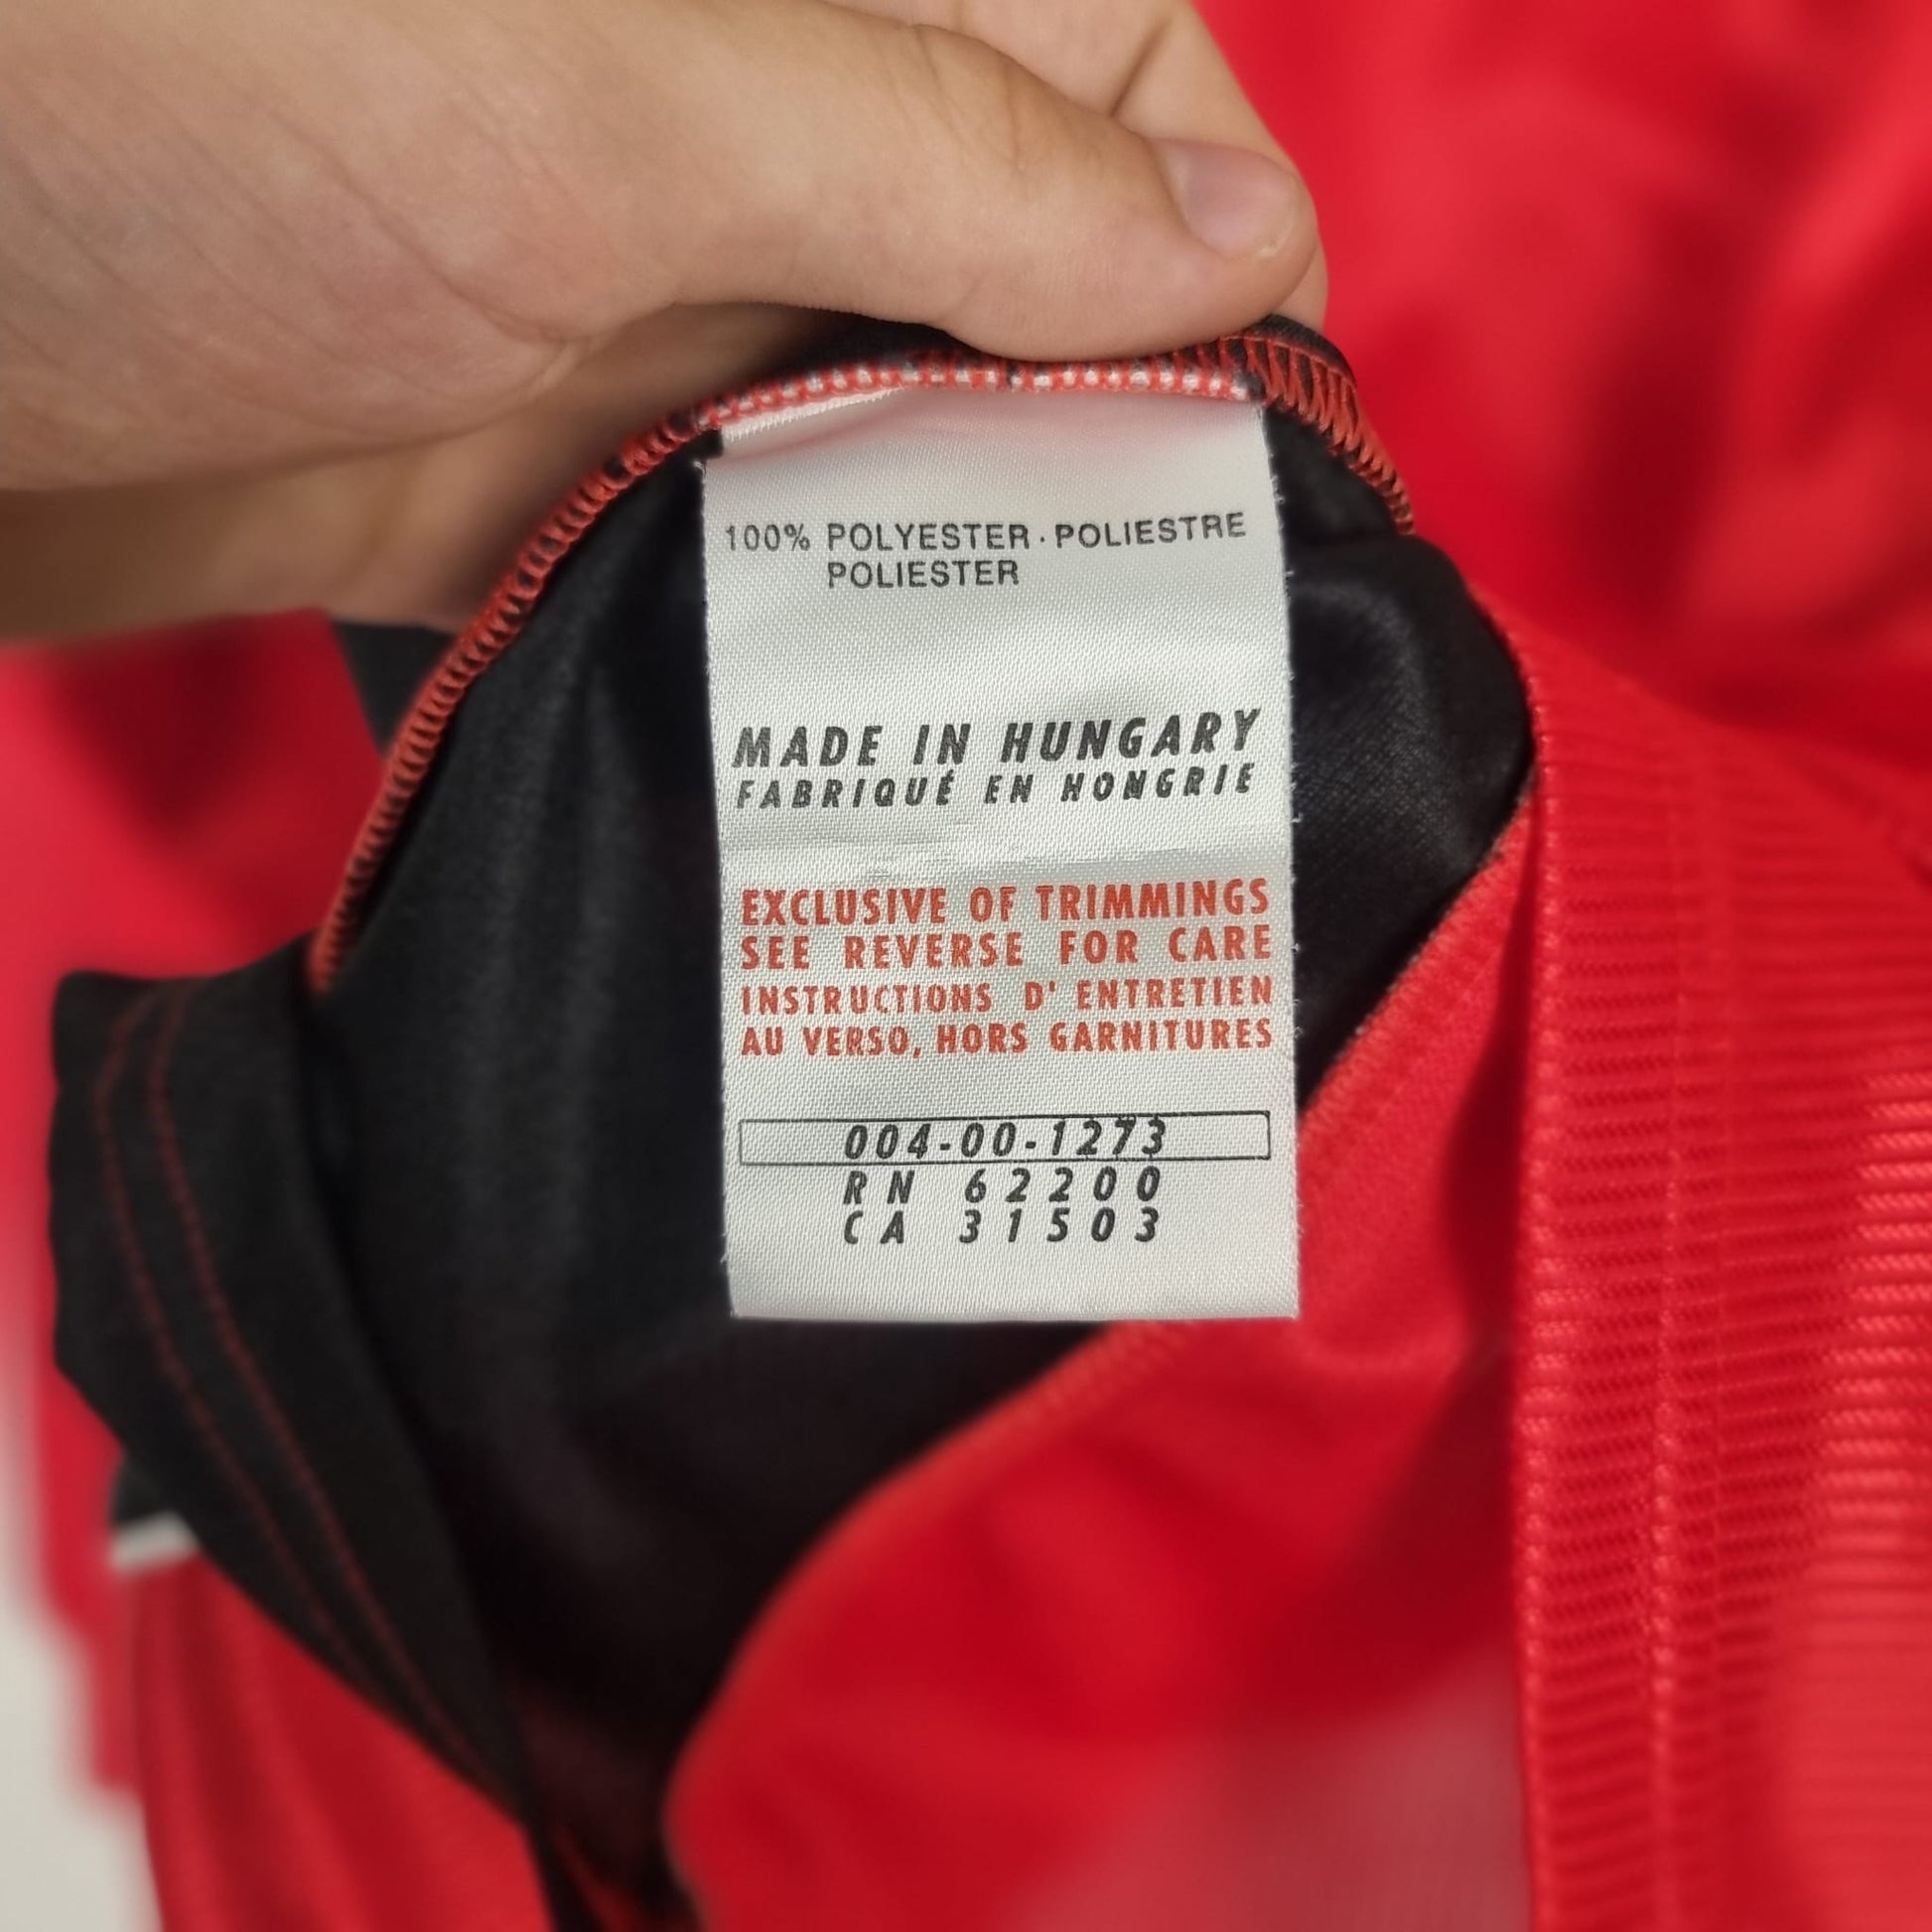 100% POLYESTER · POLIESTRE
POLIESTER
MADE IN HUNGARY
FABRIQUÉ EN HONGRIE
EXCLUSIVE OF TRIMMINGS
SEE REVERSE FOR CARE
INSTRUCTIONS D' ENTRETIEN
AU VERSO, HORS GARNITURES
004-00-1273
RN 62200
CA 31503